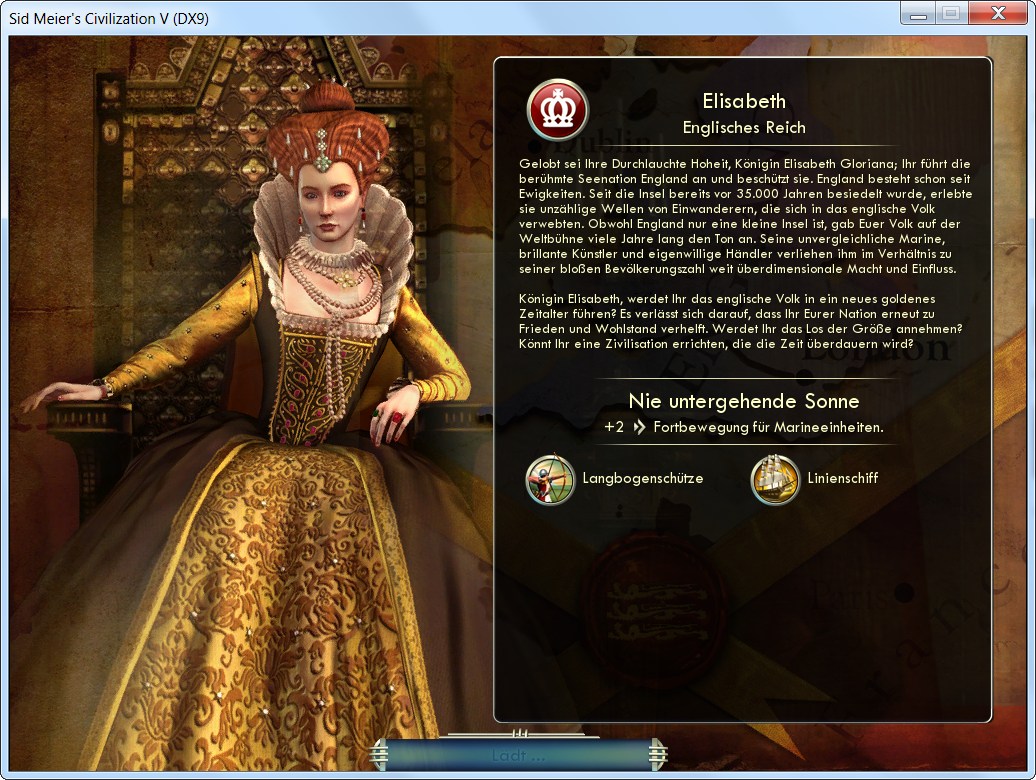 Sid Meier's Civilization V (DX9)
Elisabeth
Englisches Reich
Gelobt sei Ihre Durchlauchte Hoheit, Königin Elisabeth Gloriana; Ihr führt die
berühmte Seenation England an und beschützt sie. England besteht schon seit
Ewigkeiten. Seit die Insel bereits vor 35.000 Jahren besiedelt wurde, erlebte
sie unzählige Wellen von Einwanderern, die sich in das englische Volk
verwebten. Obwohl England nur eine kleine Insel ist, gab Euer Volk auf der
Weltbühne viele Jahre lang den Ton an. Seine unvergleichliche Marine,
brillante Künstler und eigenwillige Händler verliehen ihm im Verhältnis zu
seiner bloßen Bevölkerungszahl weit überdimensionale Macht und Einfluss.
Königin Elisabeth, werdet Ihr das englische Volk in ein neues goldenes
Zeitalter führen? Es verlässt sich darauf, dass Ihr Eurer Nation erneut zu
Frieden und Wohlstand verhelft. Werdet Ihr das Los der Größe annehmen?
Könnt Ihr eine Zivilisation errichten, die die Zeit überdauern wird?
Nie untergehende Sonne
+2 Fortbewegung für Marineeinheiten.
Langbogenschütze
Linienschiff
Dublin
London
Paris
Lädt ...